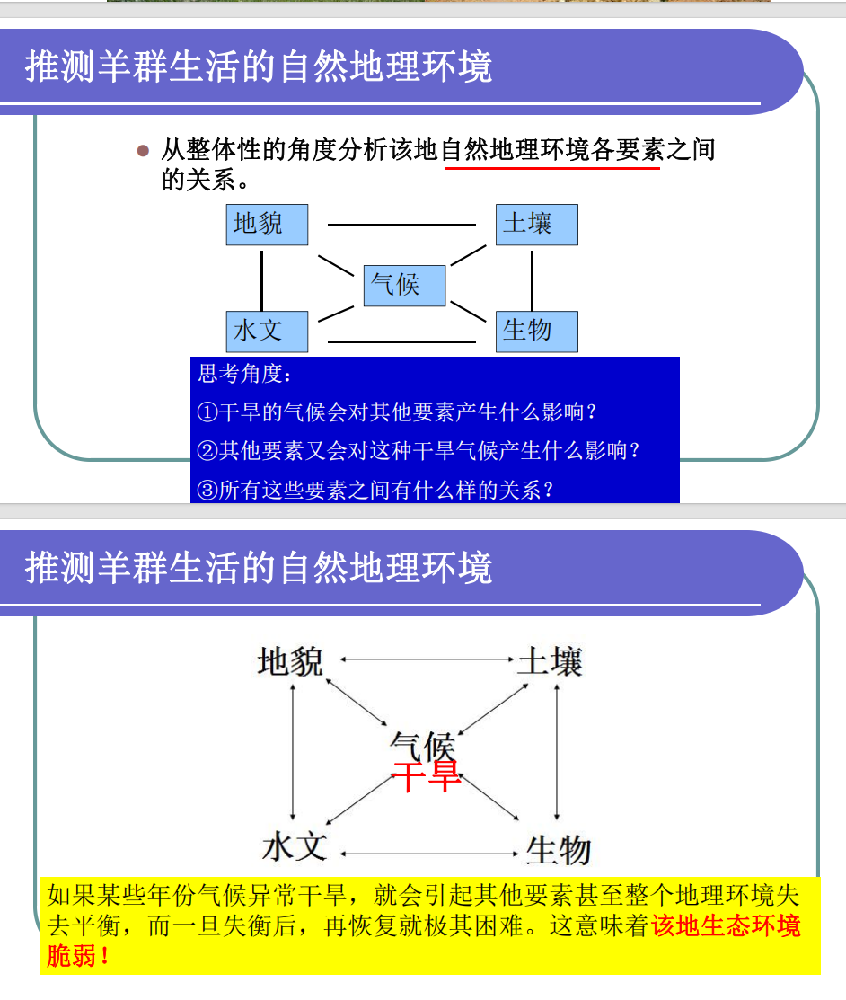 推测羊群生活的自然地理环境
从整体性的角度分析该地自然地理环境各要素之间
的关系。
地貌
土壤
气候
水文
生物
思考角度：
①干旱的气候会对其他要素产生什么影响？
②其他要素又会对这种干旱气候产生什么影响？
③所有这些要素之间有什么样的关系？
推测羊群生活的自然地理环境
地貌
土壤
气候
干旱
水文
生物
如果某些年份气候异常干旱，就会引起其他要素甚至整个地理环境失
去平衡，而一旦失衡后，再恢复就极其困难。这意味着该地生态环境
脆弱！